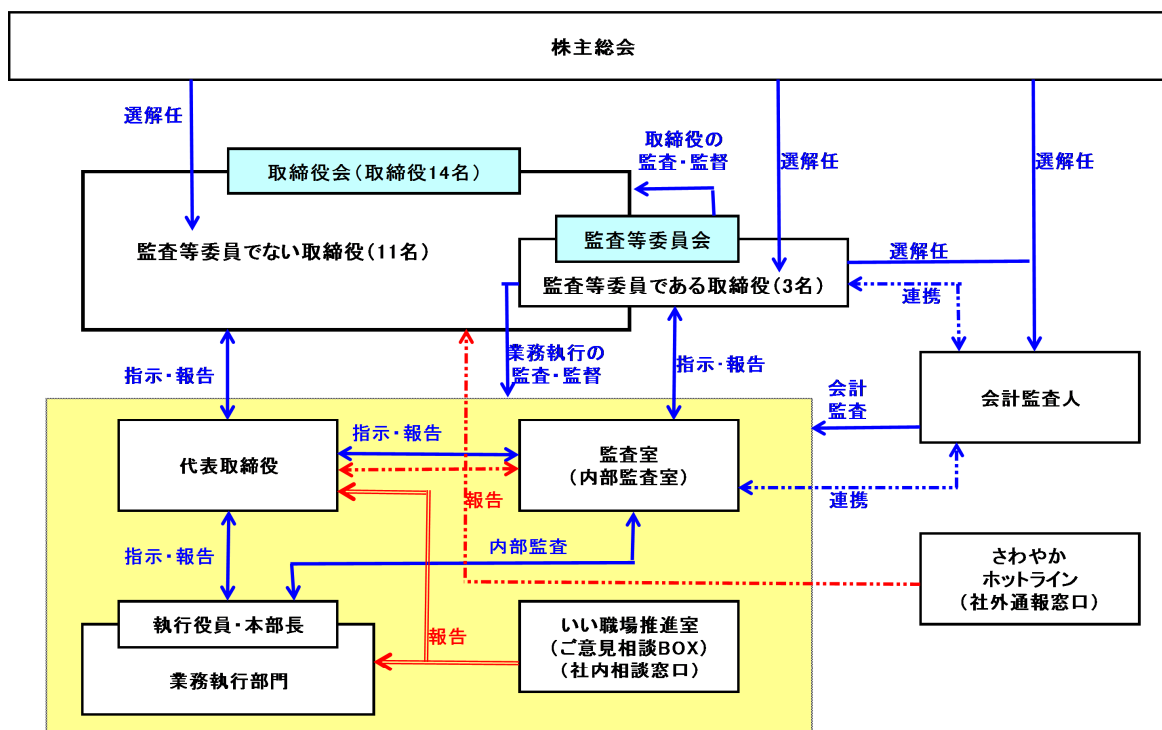 株主総会
選解任
選解任
選解任
取締役の
監査・監督
取締役会(取締役14名)
監査等委員会
監査等委員でない取締役(11名)
監査等委員である取締役(3名)
選解任
連携
業務執行の
監査・監督
指示・報告
指示・報告
会計
監査
会計監査人
代表取締役
指示・報告
監査室
(内部監査室)
報告
連携
指示・報告
内部監査
さわやか
ホットライン
(社外通報窓口)
執行役員・本部長
業務執行部門
報告
いい職場推進室
(ご意見相談BOX)
(社内相談窓口)